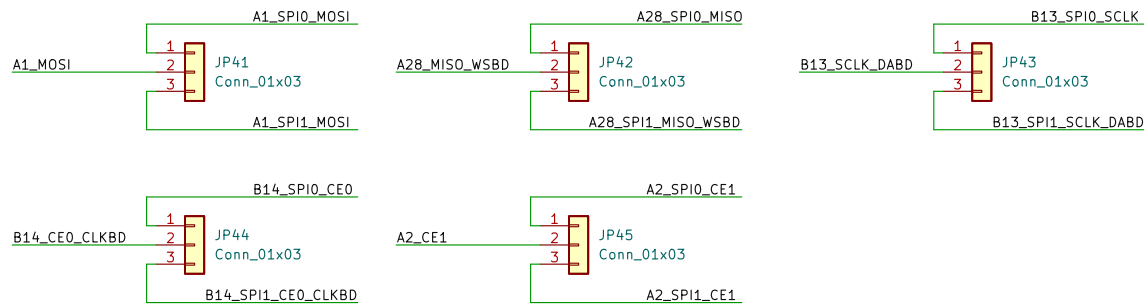 A1_SPI0_MOSI
1
JP41
A1_MOSI
2
Conn_01x03
3
A1_SPI1_MOSI
A28_SPI0_MISO
1
JP42
A28_MISO_WSBD
2
Conn_01x03
3
A28_SPI1_MISO_WSBD
B13_SPI0_SCLK
1
JP43
B13_SCLK_DABD
2
Conn_01x03
3
B13_SPI1_SCLK_DABD
B14_SPI0_CE0
1
JP44
B14_CE0_CLKBD
2
Conn_01x03
3
B14_SPI1_CE0_CLKBD
A2_SPI0_CE1
1
JP45
A2_CE1
2
Conn_01x03
3
A2_SPI1_CE1